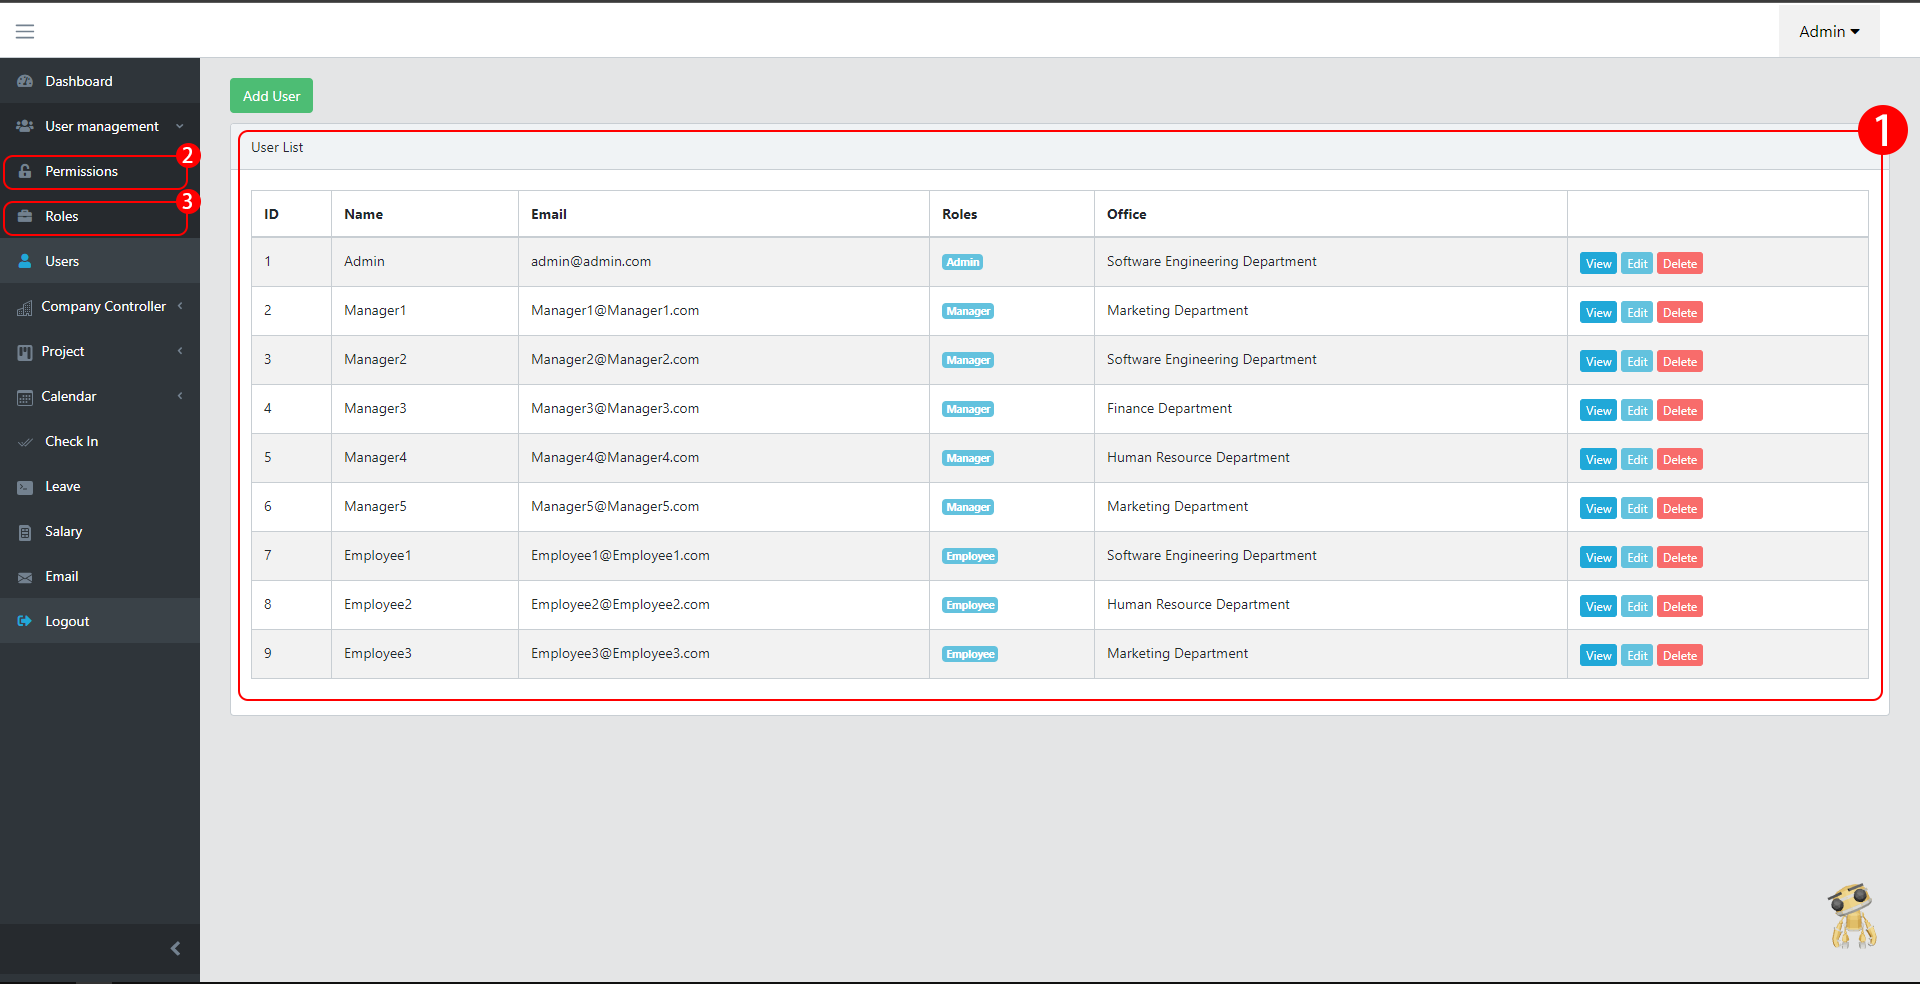 Admin
Dashboard
User management
Permissions
2
Roles
3
Users
Company Controller
Project
Calendar
Check In
Leave
Salary
Email
Logout
Add User
1
User List
ID Name Email Roles Office
1 Admin admin@admin.com Admin Software Engineering Department View Edit Delete
2 Manager1 Manager1@Manager1.com Manager Marketing Department View Edit Delete
3 Manager2 Manager2@Manager2.com Manager Software Engineering Department View Edit Delete
4 Manager3 Manager3@Manager3.com Manager Finance Department View Edit Delete
5 Manager4 Manager4@Manager4.com Manager Human Resource Department View Edit Delete
6 Manager5 Manager5@Manager5.com Manager Marketing Department View Edit Delete
7 Employee1 Employee1@Employee1.com Employee Software Engineering Department View Edit Delete
8 Employee2 Employee2@Employee2.com Employee Human Resource Department View Edit Delete
9 Employee3 Employee3@Employee3.com Employee Marketing Department View Edit Delete